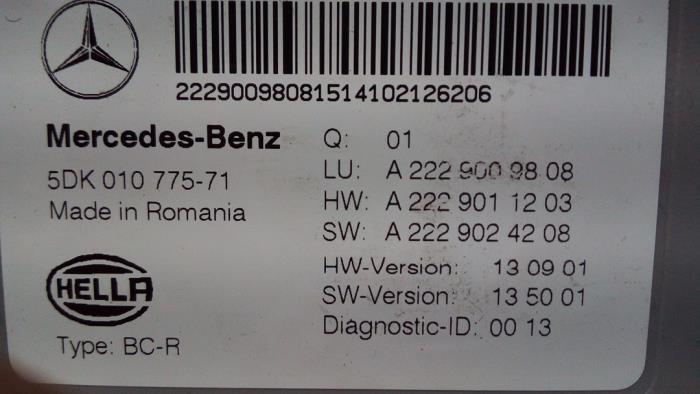 22290098081514102126206
Mercedes-Benz
5DK 010 775-71
Made in Romania
HELLA
Type: BC-R
Q: 01
LU: A 222 900 98 08
HW: A 222 901 12 03
SW: A 222 902 42 08
HW-Version: 13 09 01
SW-Version: 13 50 01
Diagnostic-ID: 00 13